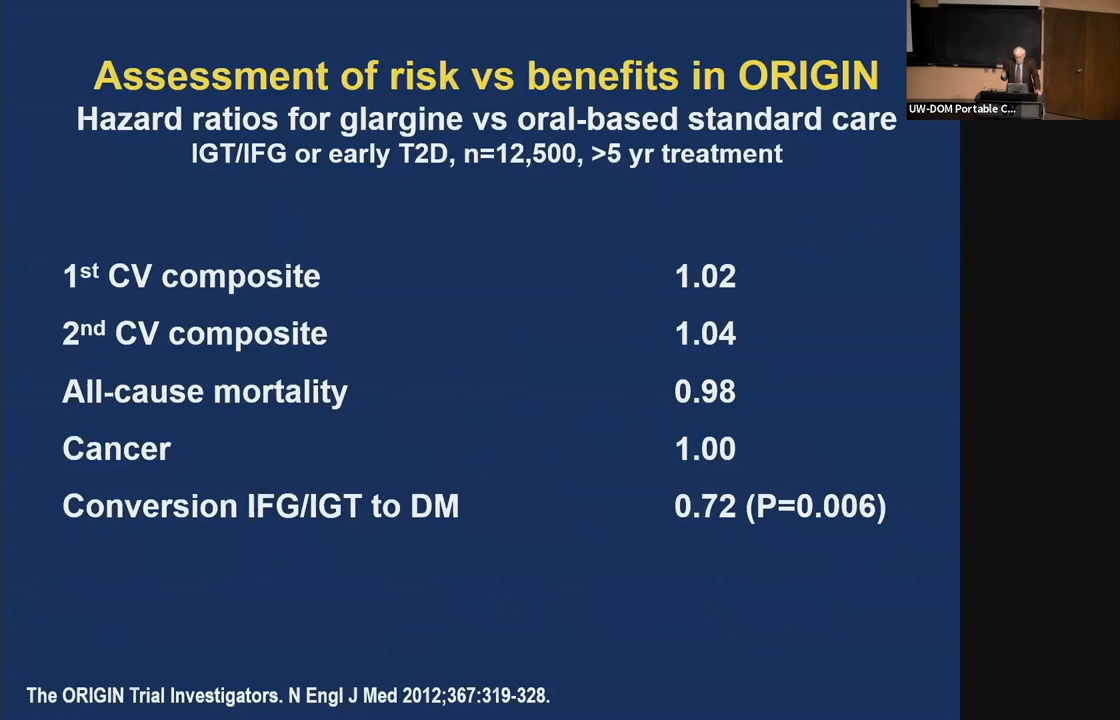 Assessment of risk vs benefits in ORIGIN
Hazard ratios for glargine vs oral-based standard care
IGT/IFG or early T2D, n=12,500, >5 yr treatment
1st CV composite 1.02
2nd CV composite 1.04
All-cause mortality 0.98
Cancer 1.00
Conversion IFG/IGT to DM 0.72 (P=0.006)
The ORIGIN Trial Investigators. N Engl J Med 2012;367:319-328.
UW-DOM Portable C...